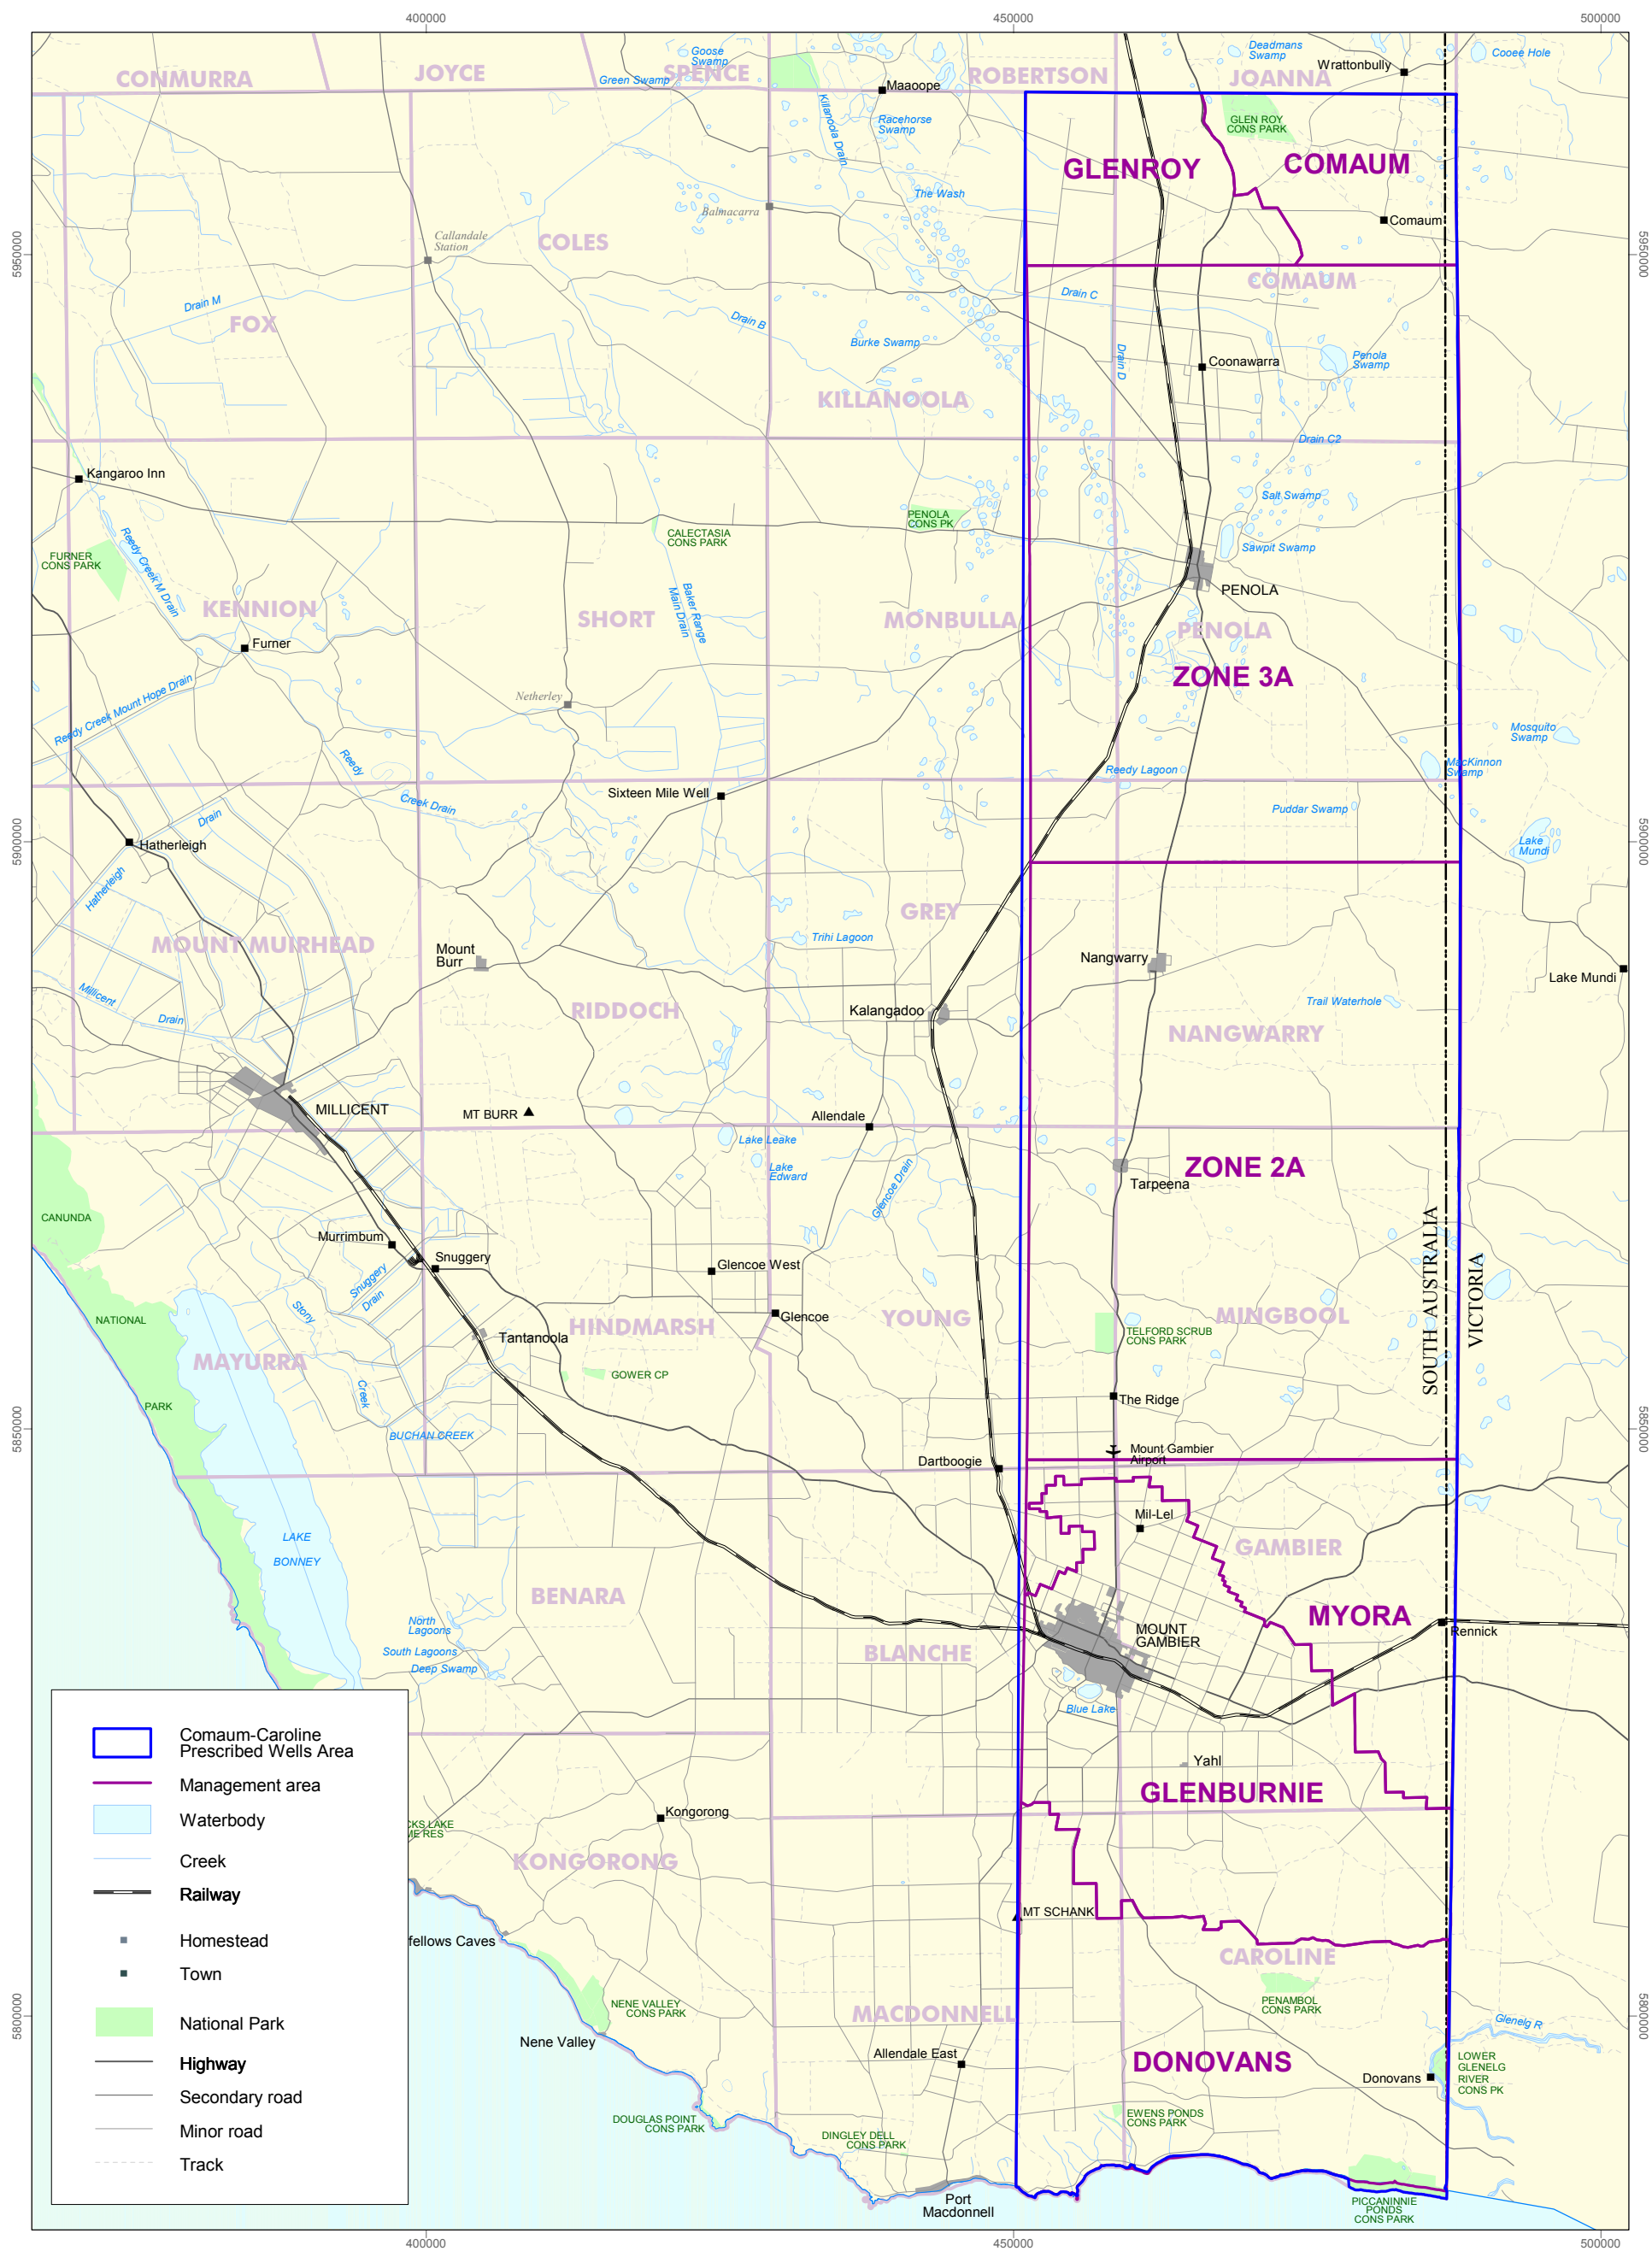 400000
450000
500000
Goose
Swamp
Deadmans
Swamp
Cooee Hole
Wrattonbully
CONMURRA
JOYCE
SPENCE
ROBERTSON
JOANNA
Green Swamp
Maaoope
Killanoola Drain
Racehorse
Swamp
GLEN ROY
CONS PARK
GLENROY
COMAUM
The Wash
Balmacarra
Comaum
Callandale
Station
COLES
5950000
5950000
COMAUM
Drain M
Drain C
FOX
Drain B
Burke Swamp
Drain D
Coonawarra
Penola
Swamp
KILLANOOLA
Drain C2
Kangaroo Inn
Salt Swamp
PENOLA
CONS PK
CALECTASIA
CONS PARK
Reedy Creek M Drain
FURNER
CONS PARK
Sawpit Swamp
PENOLA
Baker Range
Main Drain
KENNION
SHORT
MONBULLA
PENOLA
Furner
ZONE 3A
Netherley
Reedy Creek Mount Hope Drain
Mosquito
Swamp
Reedy
Creek Drain
Reedy Lagoon
MacKinnon
Swamp
Sixteen Mile Well
Puddar Swamp
Drain
Hatherleigh
Hatherleigh
Lake
Mundi
5900000
5900000
GREY
MOUNT MUIRHEAD
Trihi Lagoon
Mount
Burr
Nangwarry
Lake Mundi
Millicent
Drain
RIDDOCH
Kalangadoo
Trail Waterhole
NANGWARRY
MILLICENT
MT BURR
Allendale
Lake Leake
Lake
Edward
Glencoe Drain
ZONE 2A
Tarpeena
CANUNDA
NATIONAL
PARK
Murrimbum
Snuggery
Snuggery
Drain
Glencoe West
SOUTH AUSTRALIA
VICTORIA
Stony
Creek
Glencoe
YOUNG
MINGBOOL
HINDMARSH
Tantanoola
TELFORD SCRUB
CONS PARK
MAYURRA
GOWER CP
The Ridge
BUCHAN CREEK
5850000
5850000
Mount Gambier
Airport
Dartboogie
Mil-Lel
LAKE
BONNEY
GAMBIER
BENARA
MYORA
North
Lagoons
South Lagoons
Deep Swamp
BLANCHE
MOUNT
GAMBIER
Rennick
Blue Lake
Yahl
GLENBURNIE
Kongorong
CKS LAKE
ME RES
KONGORONG
MT SCHANK
fellows Caves
CAROLINE
PENAMBOL
CONS PARK
NENE VALLEY
CONS PARK
MACDONNELL
Glenelg R
5800000
5800000
Nene Valley
Allendale East
DONOVANS
Donovans
LOWER
GLENELG
RIVER
CONS PK
DOUGLAS POINT
CONS PARK
DINGLEY DELL
CONS PARK
EWENS PONDS
CONS PARK
Port
Macdonnell
PICCANINNIE
PONDS
CONS PARK
Comaum-Caroline
Prescribed Wells Area
Management area
Waterbody
Creek
Railway
Homestead
Town
National Park
Highway
Secondary road
Minor road
Track
400000
450000
500000